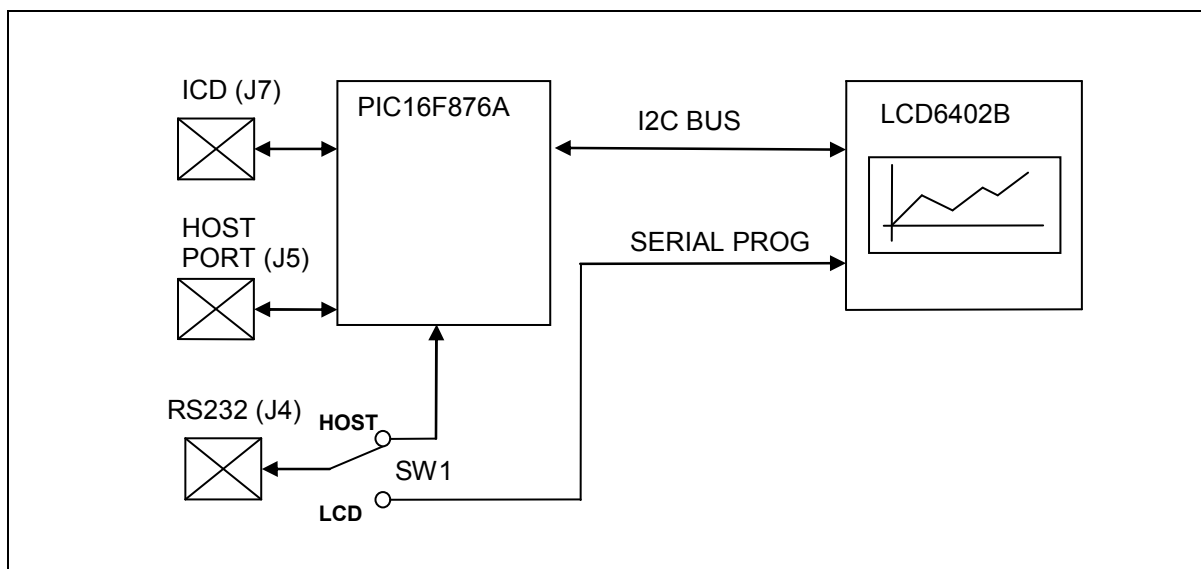 ICD (J7)
PIC16F876A
I2C BUS
LCD6402B
HOST
PORT (J5)
SERIAL PROG
RS232 (J4)
HOST
SW1
LCD